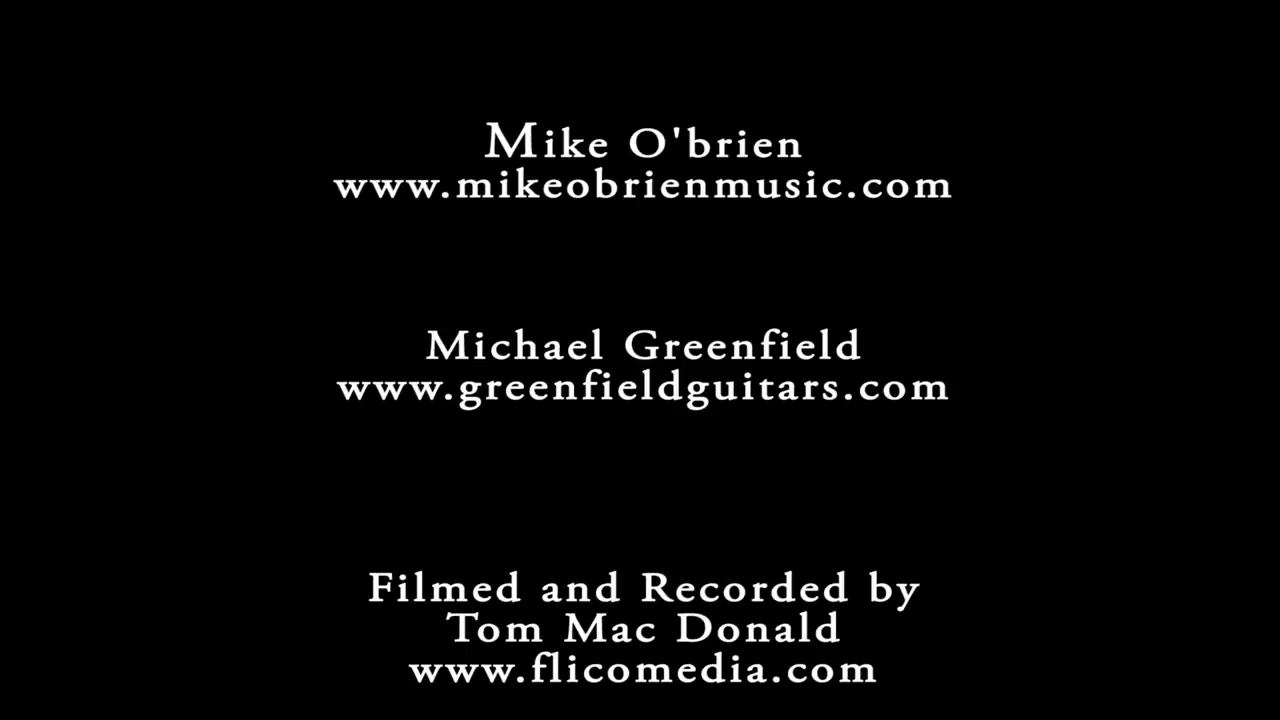 Mike O'brien
www.mikeobrienmusic.com
Michael Greenfield
www.greenfieldguitars.com
Filmed and Recorded by
Tom Mac Donald
www.flicomedia.com